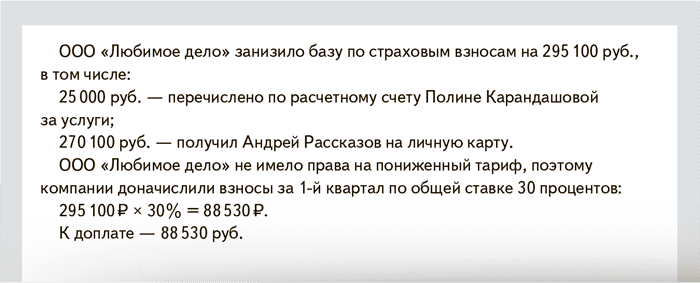 ООО «Любимое дело» занизило базу по страховым взносам на 295 100 руб.,
в том числе:
25 000 руб. — перечислено по расчетному счету Полине Карандашовой
за услуги;
270 100 руб. — получил Андрей Рассказов на личную карту.
ООО «Любимое дело» не имело права на пониженный тариф, поэтому
компании доначислили взносы за 1-й квартал по общей ставке 30 процентов:
295 100 ₽ × 30% = 88 530 ₽.
К доплате — 88 530 руб.